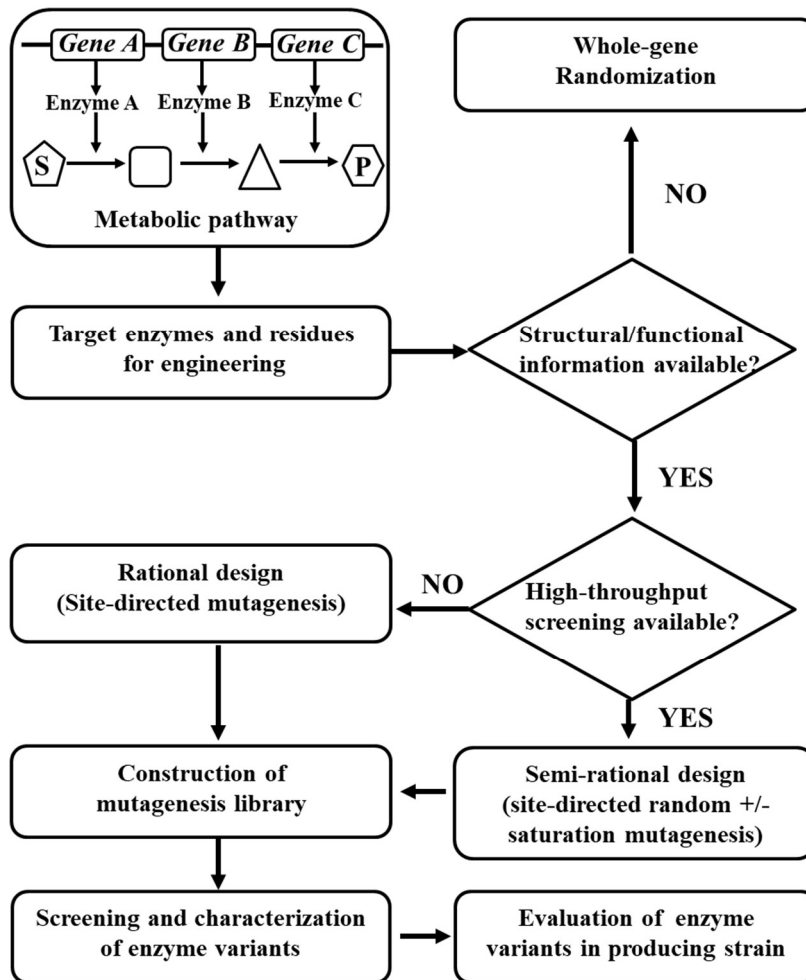 Gene A Gene B Gene C
Enzyme A Enzyme B Enzyme C
S P
Metabolic pathway
Whole-gene
Randomization
NO
Target enzymes and residues
for engineering
Structural/functional
information available?
YES
Rational design
(Site-directed mutagenesis)
NO
High-throughput
screening available?
YES
Construction of
mutagenesis library
Semi-rational design
(site-directed random +/-
saturation mutagenesis)
Screening and characterization
of enzyme variants
Evaluation of enzyme
variants in producing strain